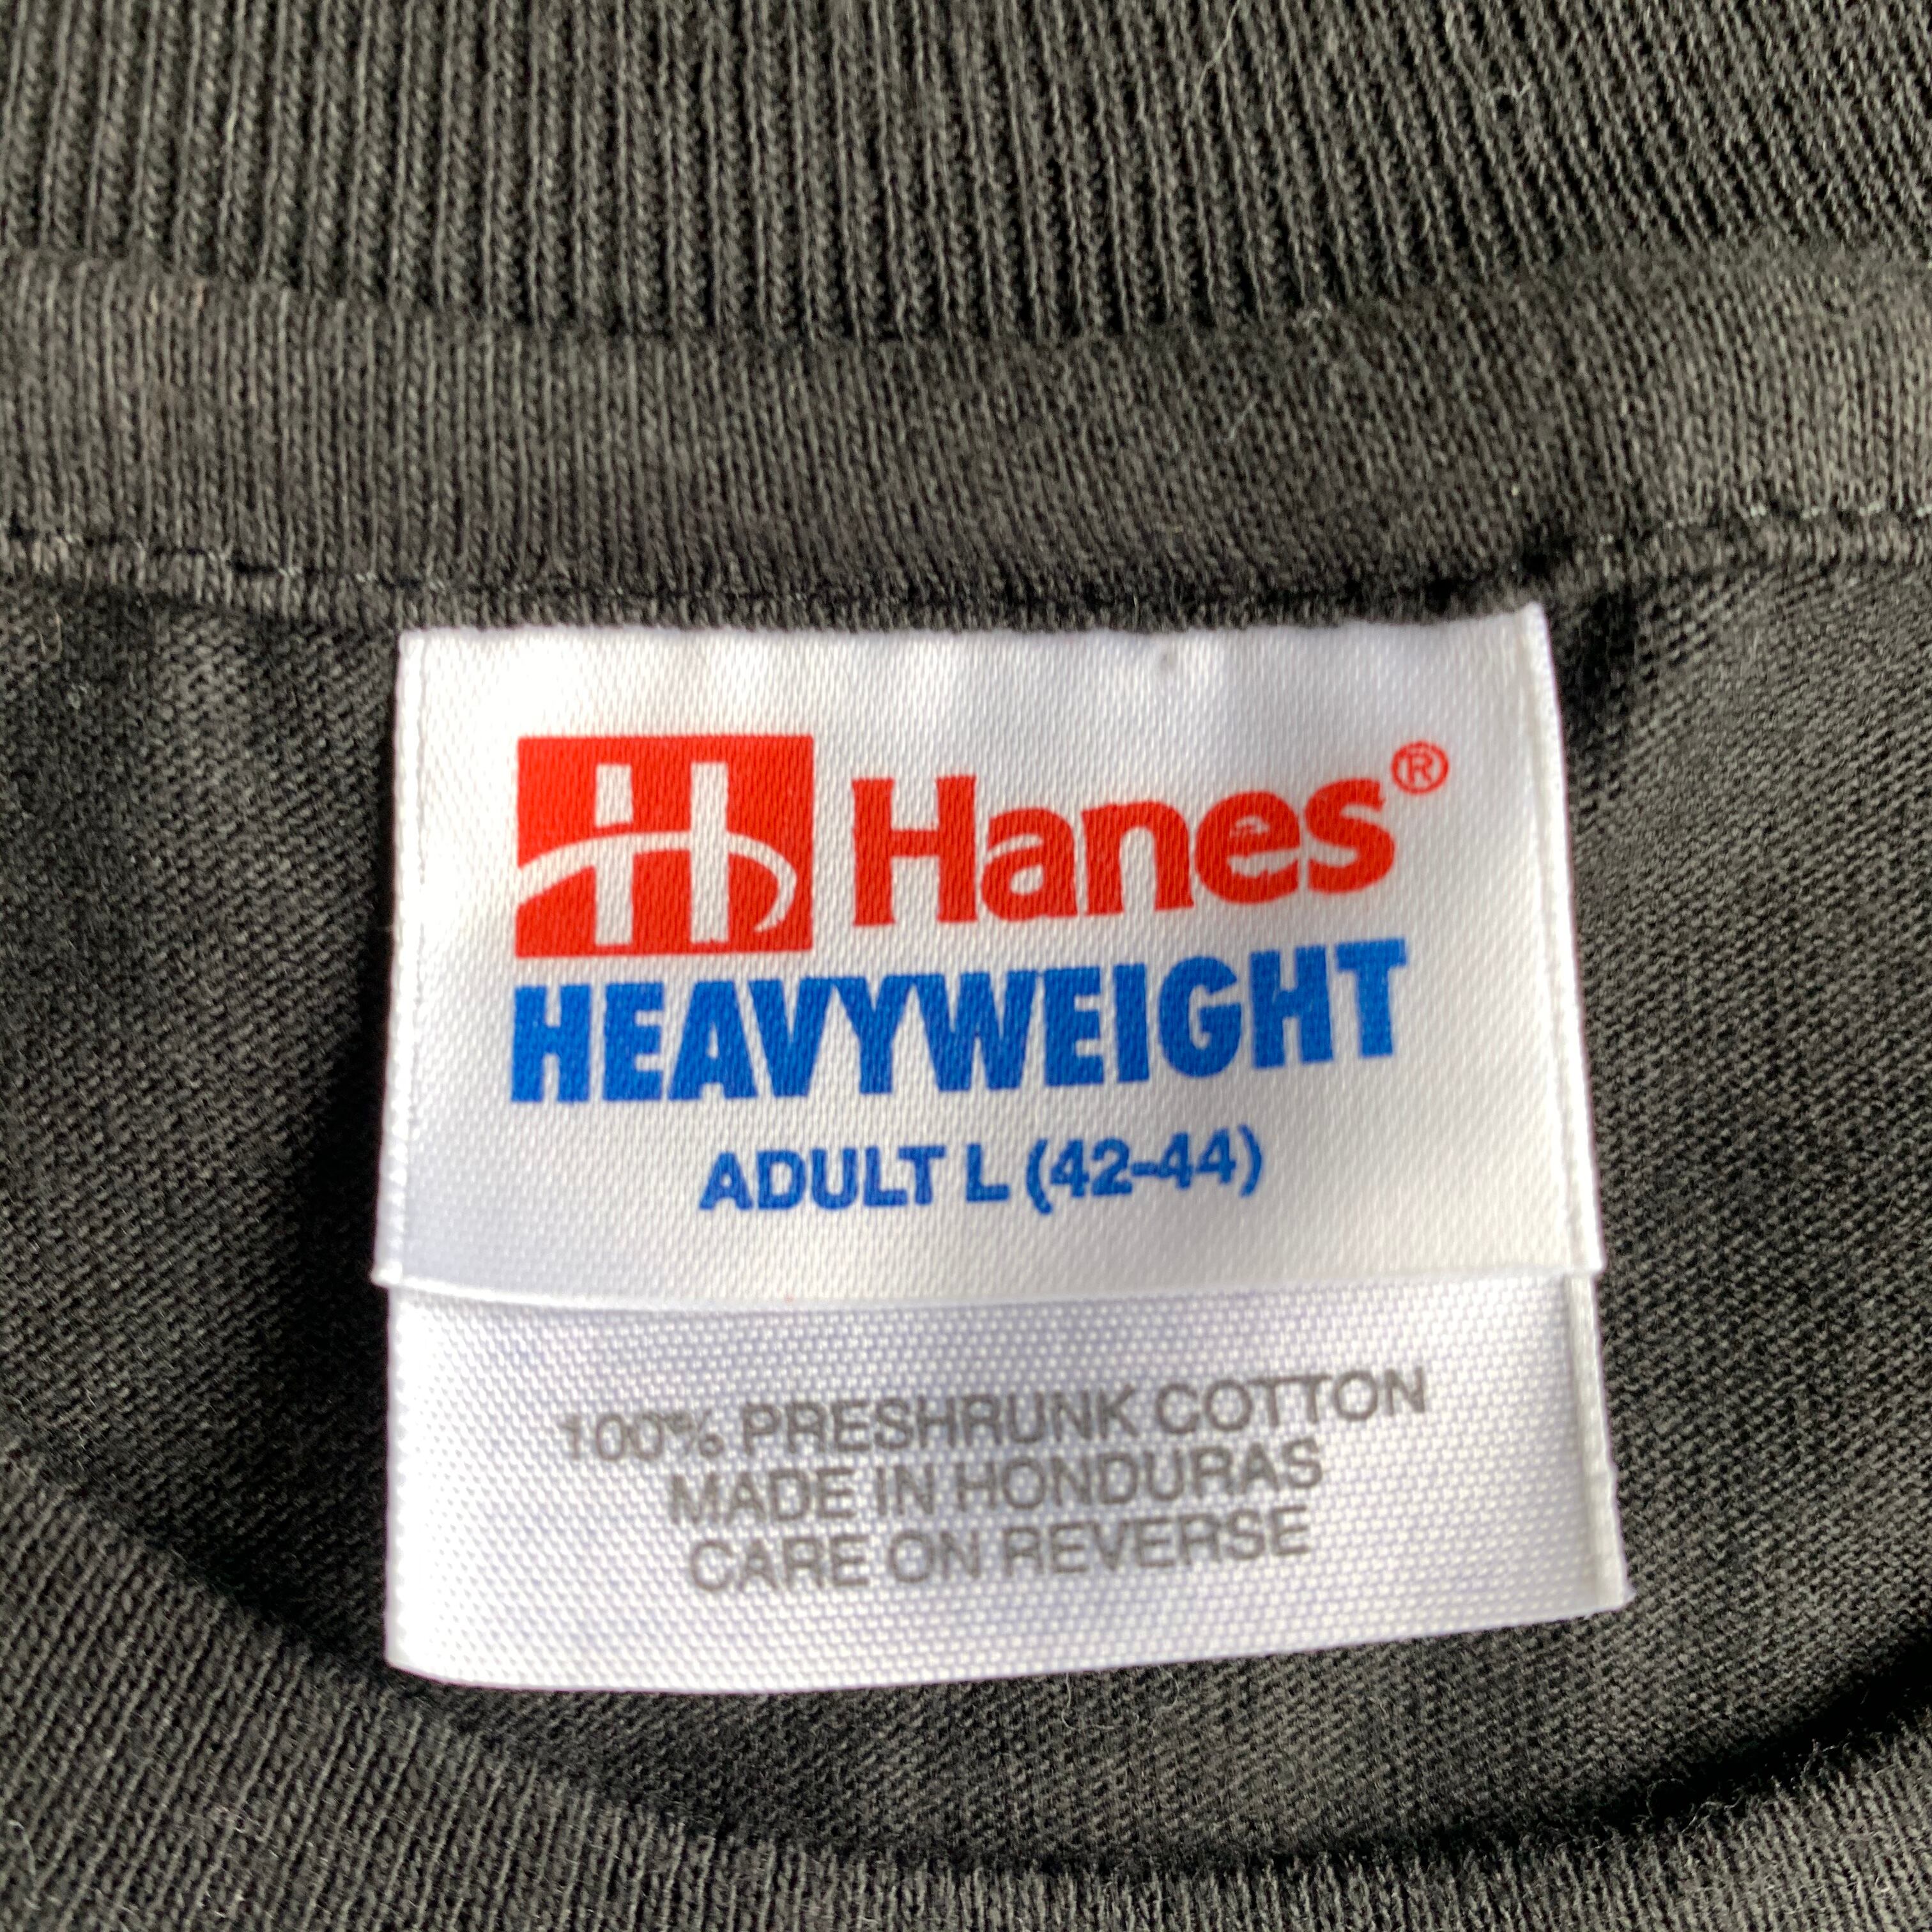 H Hanes®
HEAVYWEIGHT
ADULT L (42-44)
100% PRESHRUNK COTTON
MADE IN HONDURAS
CARE ON REVERSE